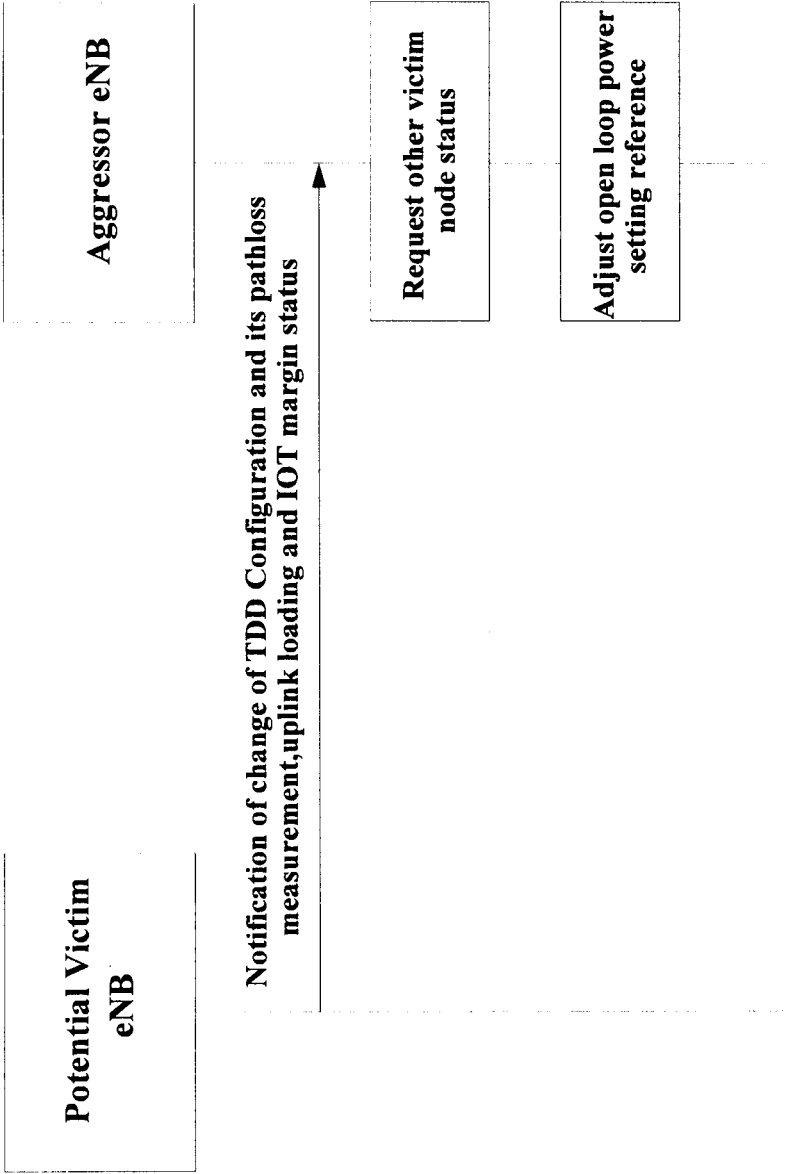 Potential Victim
eNB
Aggressor eNB
Notification of change of TDD Configuration and its pathloss
measurement,uplink loading and IOT margin status
Request other victim
node status
Adjust open loop power
setting reference